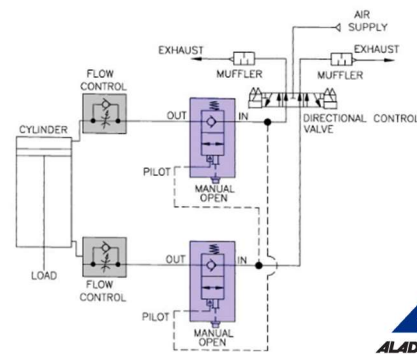 AIR
SUPPLY
EXHAUST
EXHAUST
MUFFLER
MUFFLER
FLOW
CONTROL
DIRECTIONAL CONTROL
VALVE
CYLINDER
OUT
IN
PILOT
MANUAL
OPEN
OUT
IN
LOAD
FLOW
CONTROL
PILOT
MANUAL
OPEN